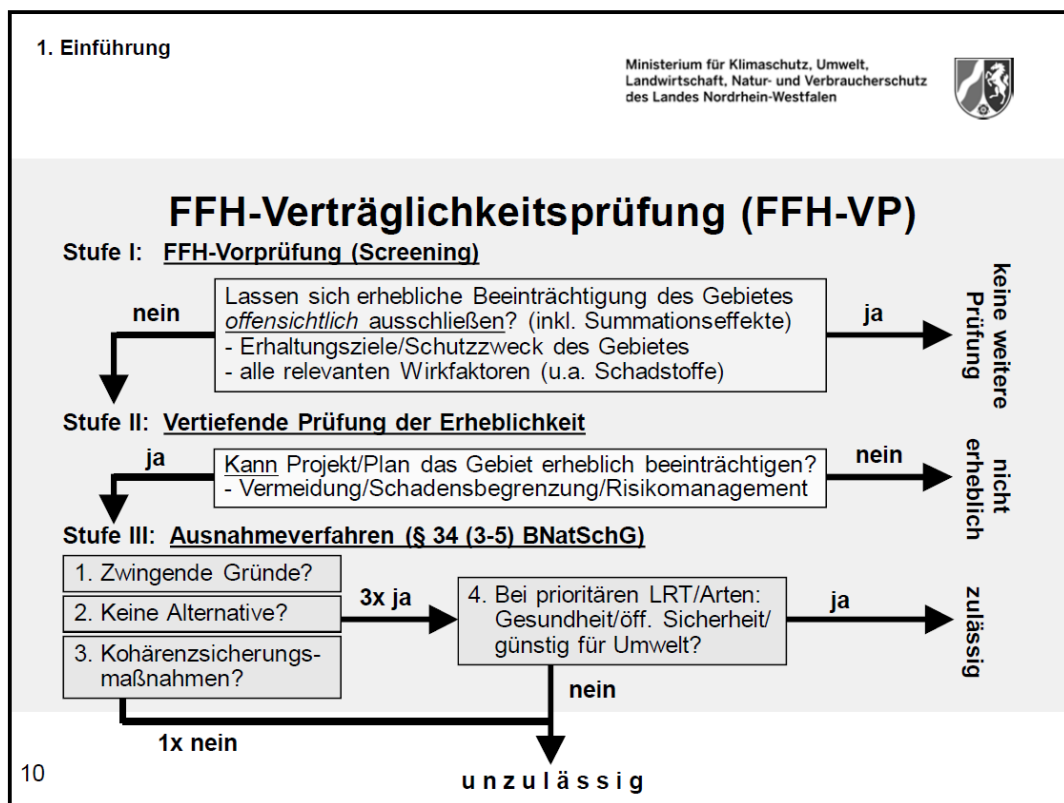 1. Einführung
Ministerium für Klimaschutz, Umwelt,
Landwirtschaft, Natur- und Verbraucherschutz
des Landes Nordrhein-Westfalen
FFH-Verträglichkeitsprüfung (FFH-VP)
Stufe I: FFH-Vorprüfung (Screening)
nein
Lassen sich erhebliche Beeinträchtigung des Gebietes
offensichtlich ausschließen? (inkl. Summationseffekte)
- Erhaltungsziele/Schutzzweck des Gebietes
- alle relevanten Wirkfaktoren (u.a. Schadstoffe)
ja
keine weitere
Prüfung
Stufe II: Vertiefende Prüfung der Erheblichkeit
ja
Kann Projekt/Plan das Gebiet erheblich beeinträchtigen?
- Vermeidung/Schadensbegrenzung/Risikomanagement
nein
nicht
erheblich
Stufe III: Ausnahmeverfahren (§ 34 (3-5) BNatSchG)
1. Zwingende Gründe?
2. Keine Alternative?
3. Kohärenzsicherungs-
maßnahmen?
3x ja
4. Bei prioritären LRT/Arten:
Gesundheit/öff. Sicherheit/
günstig für Umwelt?
ja
zulässig
nein
1x nein
unzulässig
10